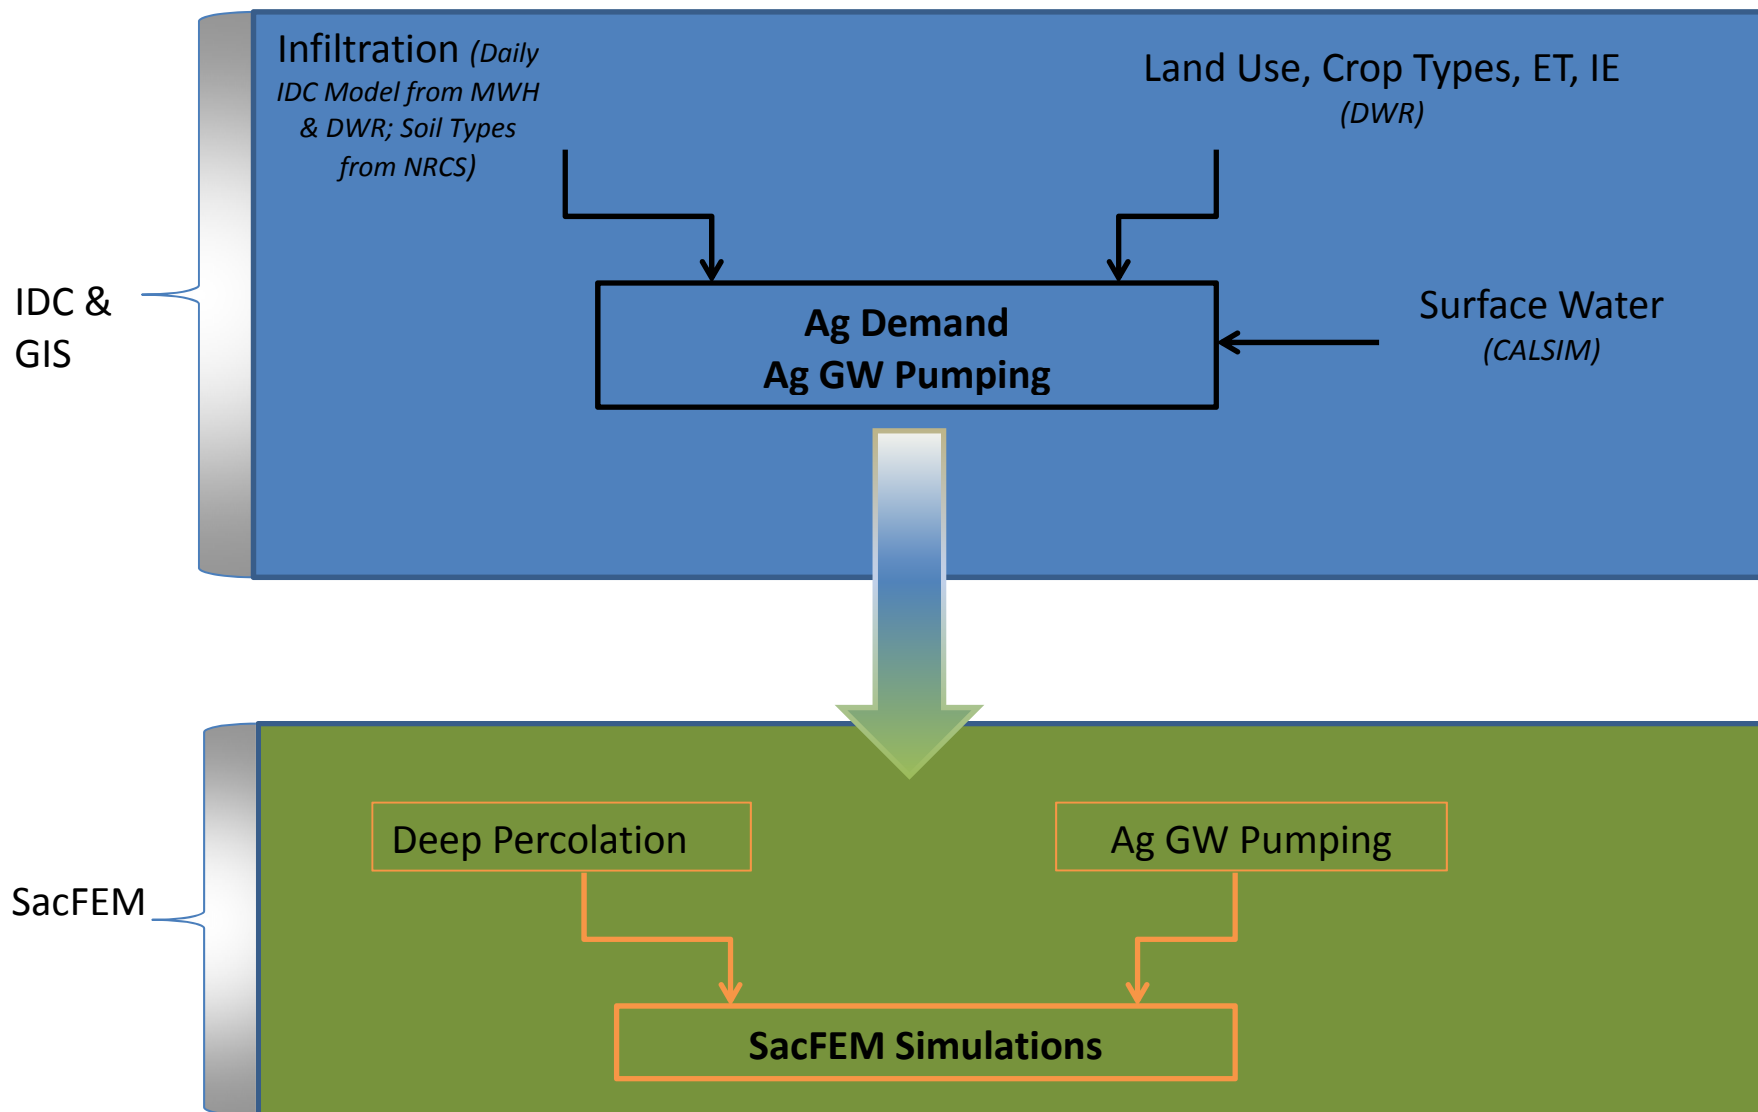 Infiltration (Daily
IDC Model from MWH
& DWR; Soil Types
from NRCS)
Land Use, Crop Types, ET, IE
(DWR)
IDC &
GIS
Ag Demand
Ag GW Pumping
Surface Water
(CALSIM)
Deep Percolation
Ag GW Pumping
SacFEM
SacFEM Simulations